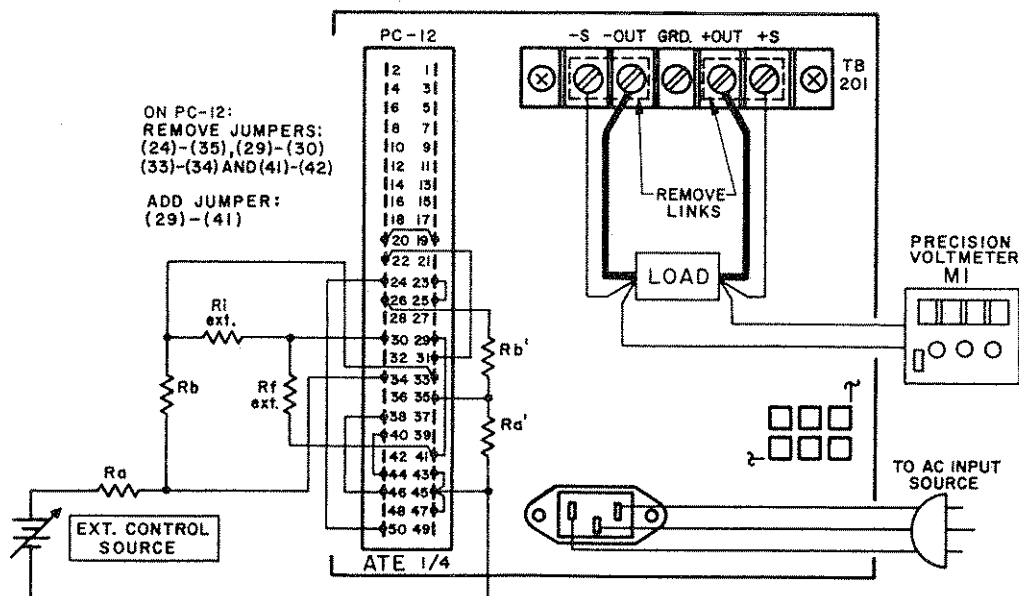 PC-12
-S -OUT GRD. +OUT +S
TB
201
ON PC-12:
REMOVE JUMPERS:
(24)-(35),(29)-(30)
(33)-(34) AND (41)-(42)
ADD JUMPER:
(29)-(41)
2 1
4 3
6 5
8 7
10 9
12 11
14 13
16 15
18 17
20 19
22 21
24 23
26 25
28 27
30 29
32 31
34 33
36 35
38 37
40 39
42 41
44 43
46 45
48 47
50 49
ATE 1/4
REMOVE
LINKS
LOAD
PRECISION
VOLTMETER
M1
Ri
ext.
Rb
Rf
ext.
Rb'
Ra'
Ra
EXT. CONTROL
SOURCE
TO AC INPUT
SOURCE